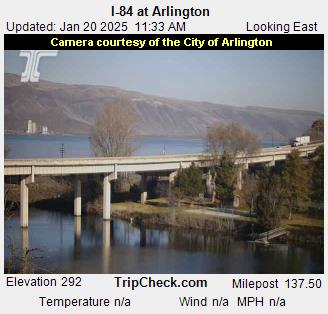 I-84 at Arlington
Updated: Jan 20 2025 11:33 AM Looking East
Camera courtesy of the City of Arlington
Elevation 292 TripCheck.com Milepost 137.50
Temperature n/a Wind n/a MPH n/a